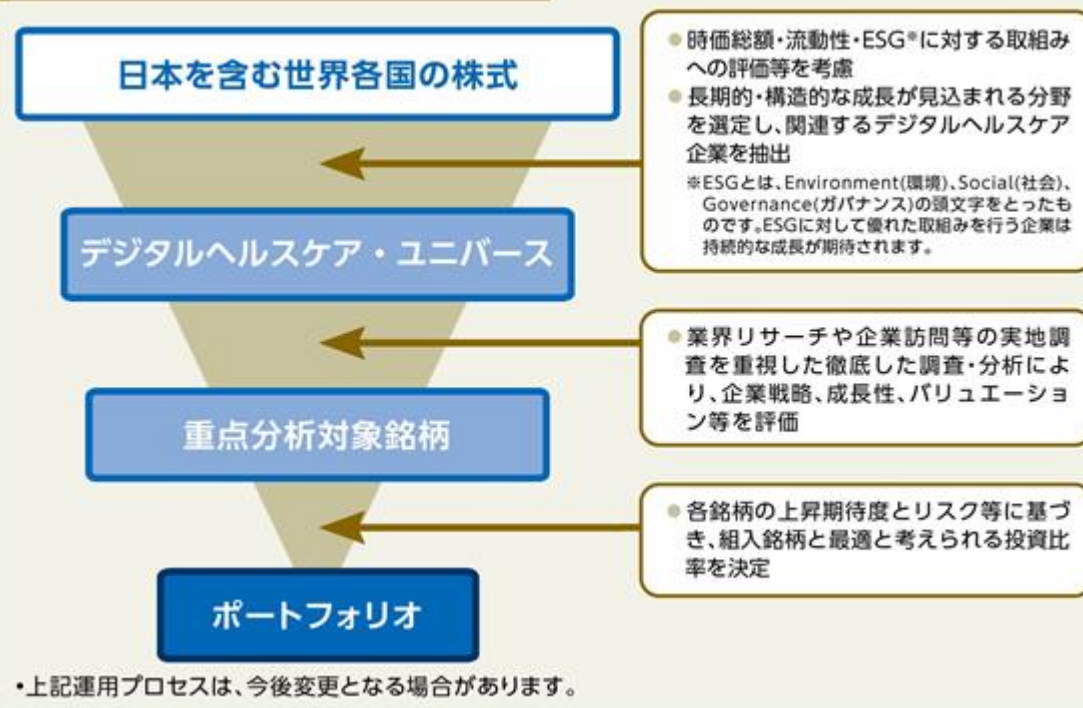 日本を含む世界各国の株式
●時価総額・流動性・ESG※に対する取組み
への評価等を考慮
●長期的・構造的な成長が見込まれる分野
を選定し、関連するデジタルヘルスケア
企業を抽出
※ESGとは、Environment(環境)、Social(社会)、
Governance(ガバナンス)の頭文字をとったも
のです。ESGに対して優れた取組みを行う企業は
持続的な成長が期待されます。
デジタルヘルスケア・ユニバース
●業界リサーチや企業訪問等の実地調
査を重視した徹底した調査・分析によ
り、企業戦略、成長性、バリュエーショ
ン等を評価
重点分析対象銘柄
●各銘柄の上昇期待度とリスク等に基づ
き、組入銘柄と最適と考えられる投資比
率を決定
ポートフォリオ
•上記運用プロセスは、今後変更となる場合があります。